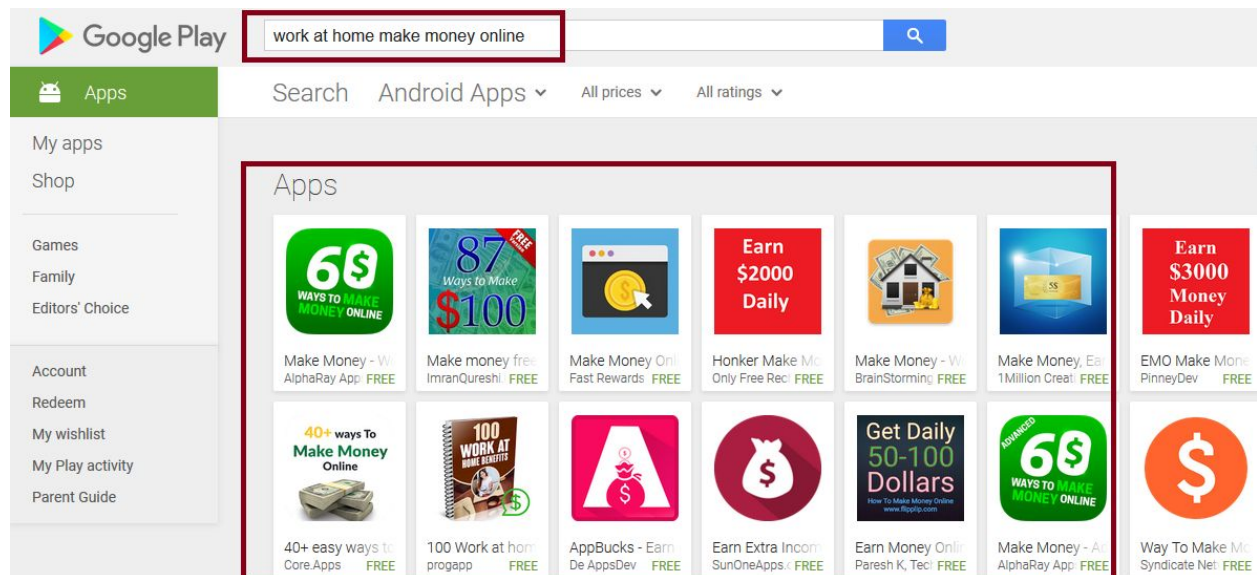 Google Play
work at home make money online
Apps
Search Android Apps All prices All ratings
My apps
Shop
Games
Family
Editors' Choice
Account
Redeem
My wishlist
My Play activity
Parent Guide
Apps
6$
WAYS TO MAKE
MONEY ONLINE
Make Money - W
AlphaRay App FREE
87
FREE
Ways to Make
$100
Make money free
ImranQureshi. FREE
Make Money Onli
Fast Rewards FREE
Earn
$2000
Daily
Honker Make Mo
Only Free Rech FREE
Make Money - W
BrainStorming FREE
5$
Make Money, Ear
1Million Creati FREE
Earn
$3000
Money
Daily
EMO Make Mone
PinneyDev FREE
40+ ways To
Make Money
Online
40+ easy ways to
Core.Apps FREE
100
WORK AT
HOME BENEFITS
100 Work at hom
progapp FREE
AppBucks - Earn
De AppsDev FREE
Earn Extra Incom
SunOneApps.c FREE
Get Daily
50-100
Dollars
How To Make Money Online
www.flipplip.com
Earn Money Onlin
Paresh K, Tech FREE
ADVANCED
6$
WAYS TO MAKE
MONEY ONLINE
Make Money - Ad
AlphaRay App FREE
Way To Make Mo
Syndicate Net FREE